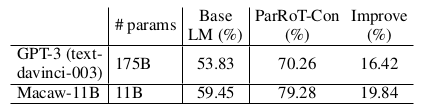 # params Base LM (%) ParRoT-Con (%) Improve (%)
GPT-3 (text-davinci-003) 175B 53.83 70.26 16.42
Macaw-11B 11B 59.45 79.28 19.84